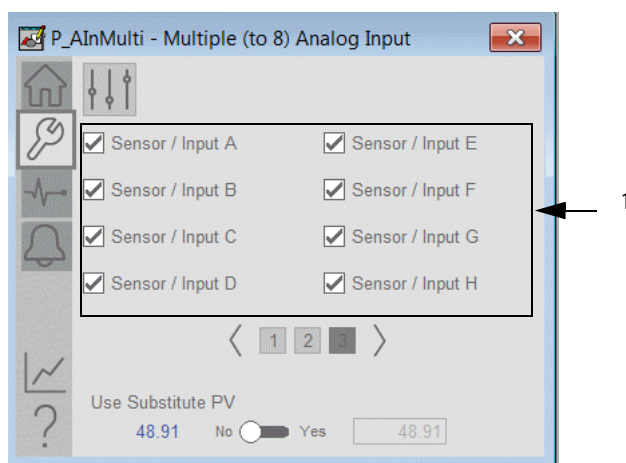 P_AInMulti - Multiple (to 8) Analog Input
Sensor / Input A Sensor / Input E
Sensor / Input B Sensor / Input F
Sensor / Input C Sensor / Input G
Sensor / Input D Sensor / Input H
1
1 2 3
Use Substitute PV
48.91 No Yes 48.91
?